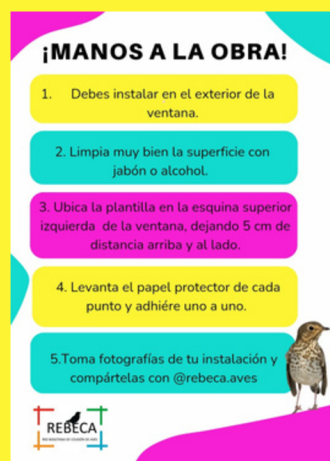 ¡MANOS A LA OBRA!
1. Debes instalar en el exterior de la
ventana.
2. Limpia muy bien la superficie con
jabón o alcohol.
3. Ubica la plantilla en la esquina superior
izquierda de la ventana, dejando 5 cm de
distancia arriba y al lado.
4. Levanta el papel protector de cada
punto y adhiére uno a uno.
5.Toma fotografías de tu instalación y
compártelas con @rebeca.aves
REBECA